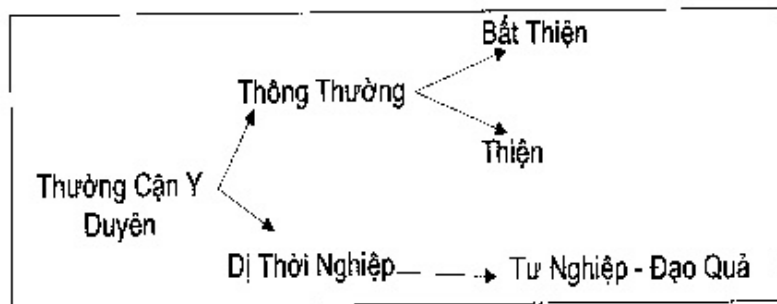 Bất Thiện
Thông Thường
Thiện
Thường Cận Y
Duyên
Dị Thời Nghiệp
Tư Nghiệp - Đạo Quả